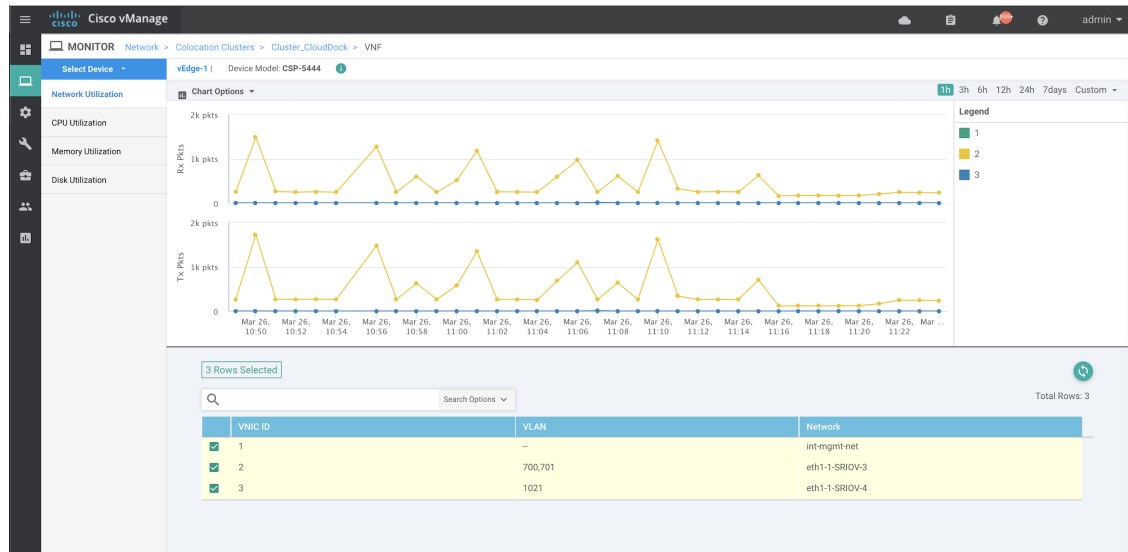 cisco Cisco vManage
999+
admin
MONITOR Network > Colocation Clusters > Cluster_CloudDock > VNF
Select Device
vEdge-1 | Device Model: CSP-5444
Network Utilization
CPU Utilization
Memory Utilization
Disk Utilization
Chart Options
1h 3h 6h 12h 24h 7days Custom
2k pkts
1k pkts
0
Rx Pkts
2k pkts
1k pkts
0
Tx Pkts
Mar 26, 10:50
Mar 26, 10:52
Mar 26, 10:54
Mar 26, 10:56
Mar 26, 10:58
Mar 26, 11:00
Mar 26, 11:02
Mar 26, 11:04
Mar 26, 11:06
Mar 26, 11:08
Mar 26, 11:10
Mar 26, 11:12
Mar 26, 11:14
Mar 26, 11:16
Mar 26, 11:18
Mar 26, 11:20
Mar 26, 11:22
Mar ...
Legend
1
2
3
3 Rows Selected
Search Options
Total Rows: 3
VNIC ID VLAN Network
1 -- int-mgmt-net
2 700,701 eth1-1-SRIOV-3
3 1021 eth1-1-SRIOV-4